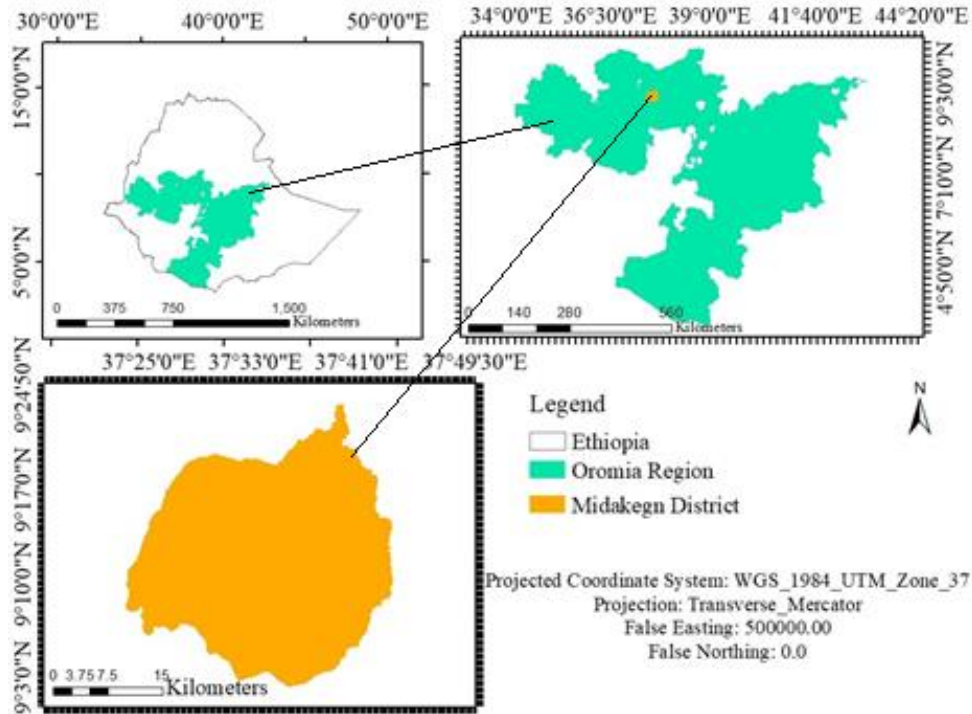 30°0'0"E 40°0'0"E 50°0'0"E
15°0'0"N
5°0'0"N
0 375 750 1,500
Kilometers
34°0'0"E 36°30'0"E 39°0'0"E 41°40'0"E 44°20'0"E
9°30'0"N
7°10'0"N
4°50'0"N
0 140 280 560
Kilometers
37°25'0"E 37°33'0"E 37°41'0"E 37°49'30"E
9°24'50"N
9°17'0"N
9°10'0"N
9°3'0"N
0 3.75 7.5 15
Kilometers
N
Legend
Ethiopia
Oromia Region
Midakegn District
Projected Coordinate System: WGS_1984_UTM_Zone_37
Projection: Transverse_Mercator
False Easting: 500000.00
False Northing: 0.0